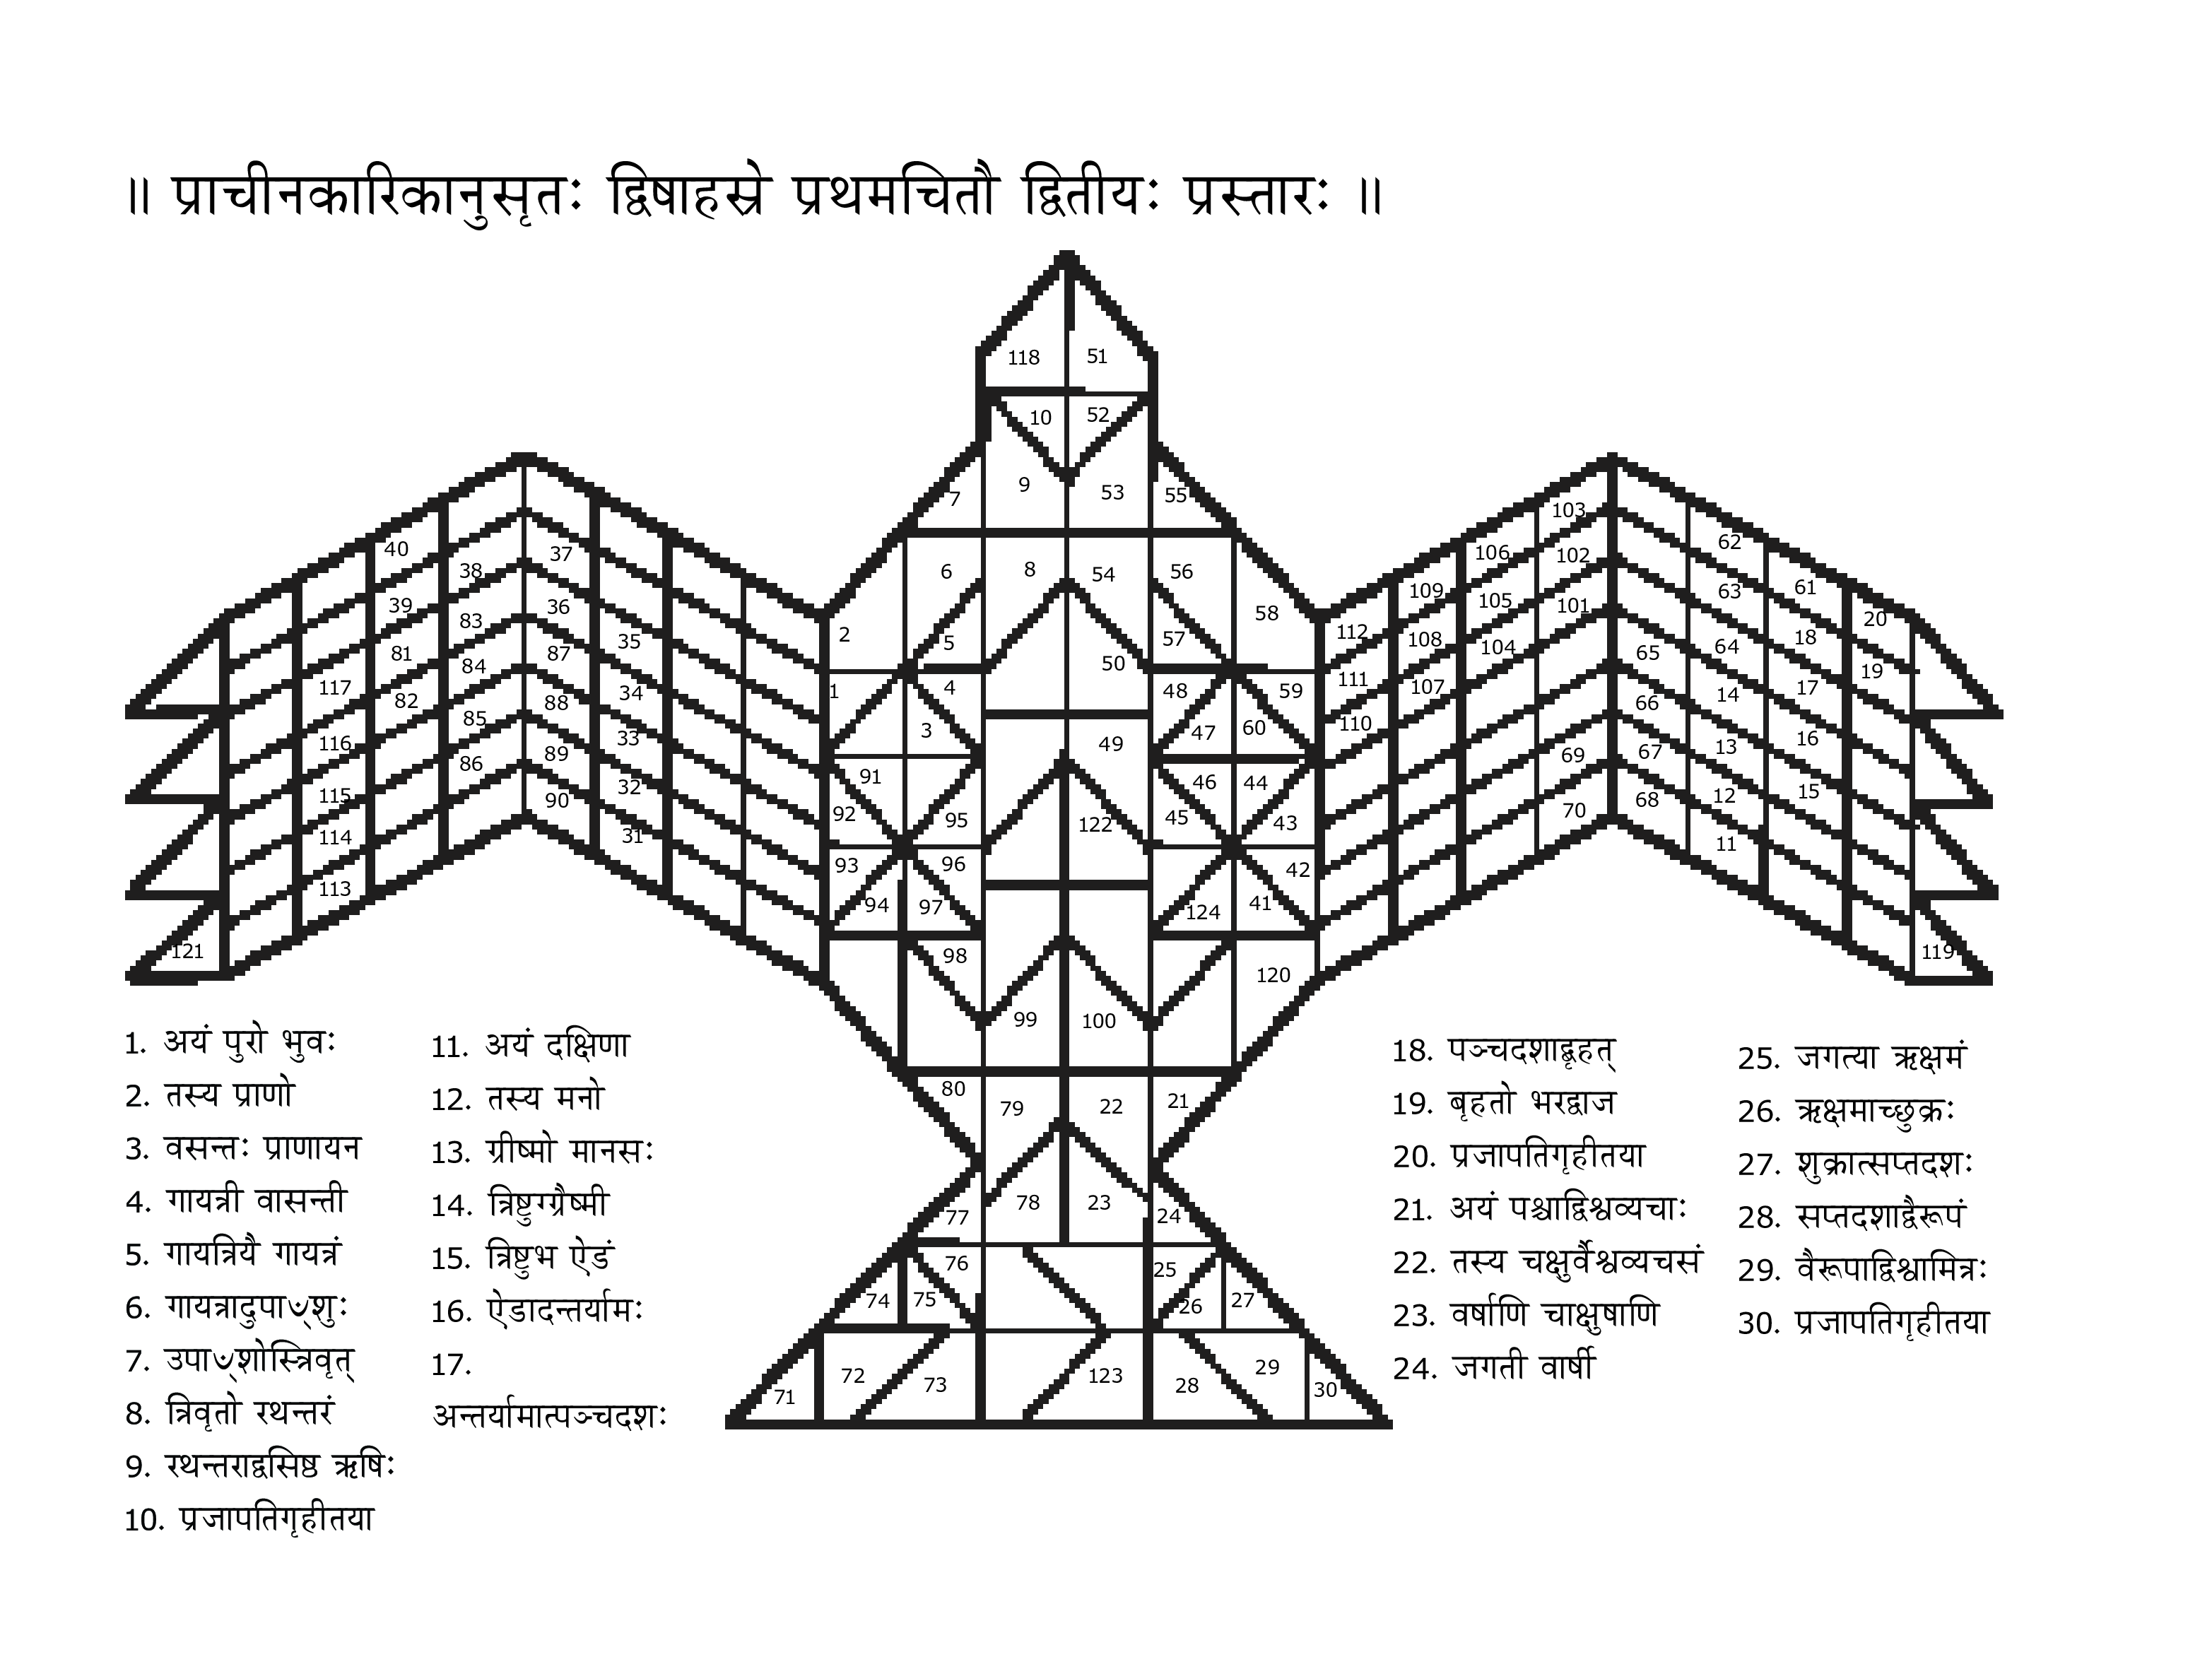 ॥ प्राचीनकारिकानुसृतः द्विषाहस्रे प्रथमचितौ द्वितीयः प्रस्तारः ॥
118 51
10 52
7 9 53 55
6 8 54 56
2 5 57 50 58
1 4 48 59
3 47 60 49
91 46 44
92 95 122 45 43
93 96 42
94 97 124 41
98 120
99 100
80 79 22 21
77 78 23 24
76 25
74 75 26 27
71 72 73 123 28 29 30
40 37
38
39 83 36
81 84 87 35
117 82 85 88 34
116 86 89 33
115 90 32
114 31
113
121
103 62
106 102 61
109 105 101 63 20
112 108 104 65 64 18
111 107 66 14 17 19
110 69 67 13 16
70 68 12 15
11
119
1. अयं पुरो भुवः
2. तस्य प्राणो
3. वसन्तः प्राणायन
4. गायत्री वासन्ती
5. गायत्रियै गायत्रं
6. गायत्रादुपाꣳशुः
7. उपाꣳशोस्त्रिवृत्
8. त्रिवृतो रथन्तरं
9. रथन्तराद्वसिष्ठ ऋषिः
10. प्रजापतिगृहीतया
11. अयं दक्षिणा
12. तस्य मनो
13. ग्रीष्मो मानसः
14. त्रिष्टुग्ग्रैष्मी
15. त्रिष्टुभ ऐडं
16. ऐडादन्तर्यामः
17.
अन्तर्यामात्पञ्चदशः
18. पञ्चदशाद्बृहत्
19. बृहतो भरद्वाज
20. प्रजापतिगृहीतया
21. अयं पश्चाद्विश्वव्यचाः
22. तस्य चक्षुर्वैश्वव्यचसं
23. वर्षाणि चाक्षुषाणि
24. जगती वार्षी
25. जगत्या ऋक्षमं
26. ऋक्षमाच्छुक्रः
27. शुक्रात्सप्तदशः
28. सप्तदशाद्वैरूपं
29. वैरूपाद्विश्वामित्रः
30. प्रजापतिगृहीतया